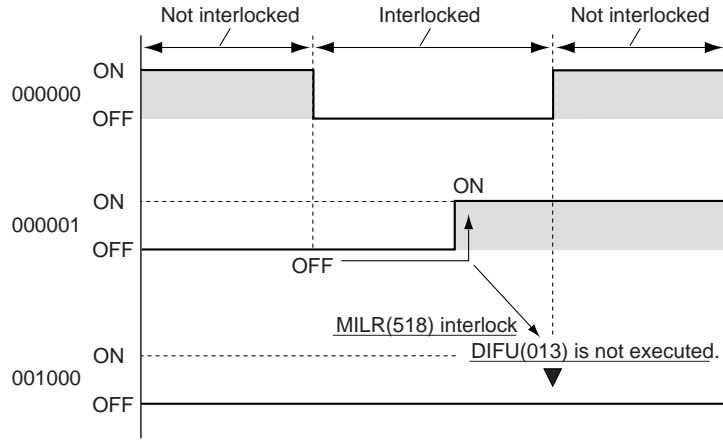 Not interlocked Interlocked Not interlocked
ON
000000
OFF
ON ON
000001
OFF
OFF
MILR(518) interlock
ON DIFU(013) is not executed.
001000
OFF